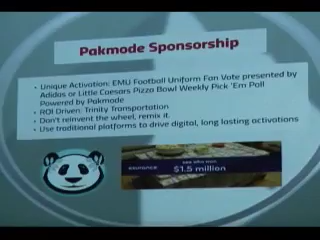 Pakmode Sponsorship
• Unique Activation: EMU Football Uniform Fan Vote presented by
Adidas or Little Caesars Pizza Bowl Weekly Pick 'Em Poll
Powered by Pakmode
• ROI Driven: Trinity Transportation
• Don't reinvent the wheel, remix it.
• Use traditional platforms to drive digital, long lasting activations
$1.5 million